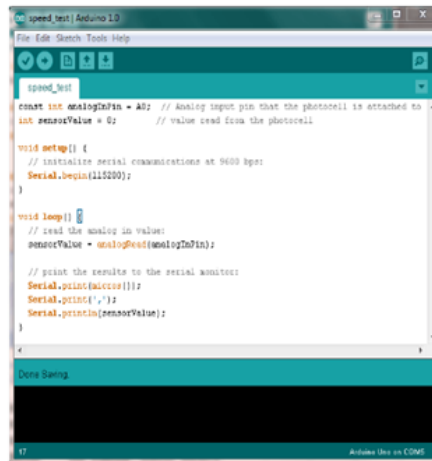 speed_test | Arduino 1.0
File Edit Sketch Tools Help
speed_test
const int analogInPin = A0;  // Analog input pin that the photocell is attached to
int sensorValue = 0;         // value read from the photocell
void setup() {
  // initialize serial communications at 9600 bps:
  Serial.begin(115200);
}
void loop() {
  // read the analog in value:
  sensorValue = analogRead(analogInPin);
  // print the results to the serial monitor:
  Serial.print(micros());
  Serial.print(",");
  Serial.println(sensorValue);
}
Done Saving.
17 Arduino Uno on COM5